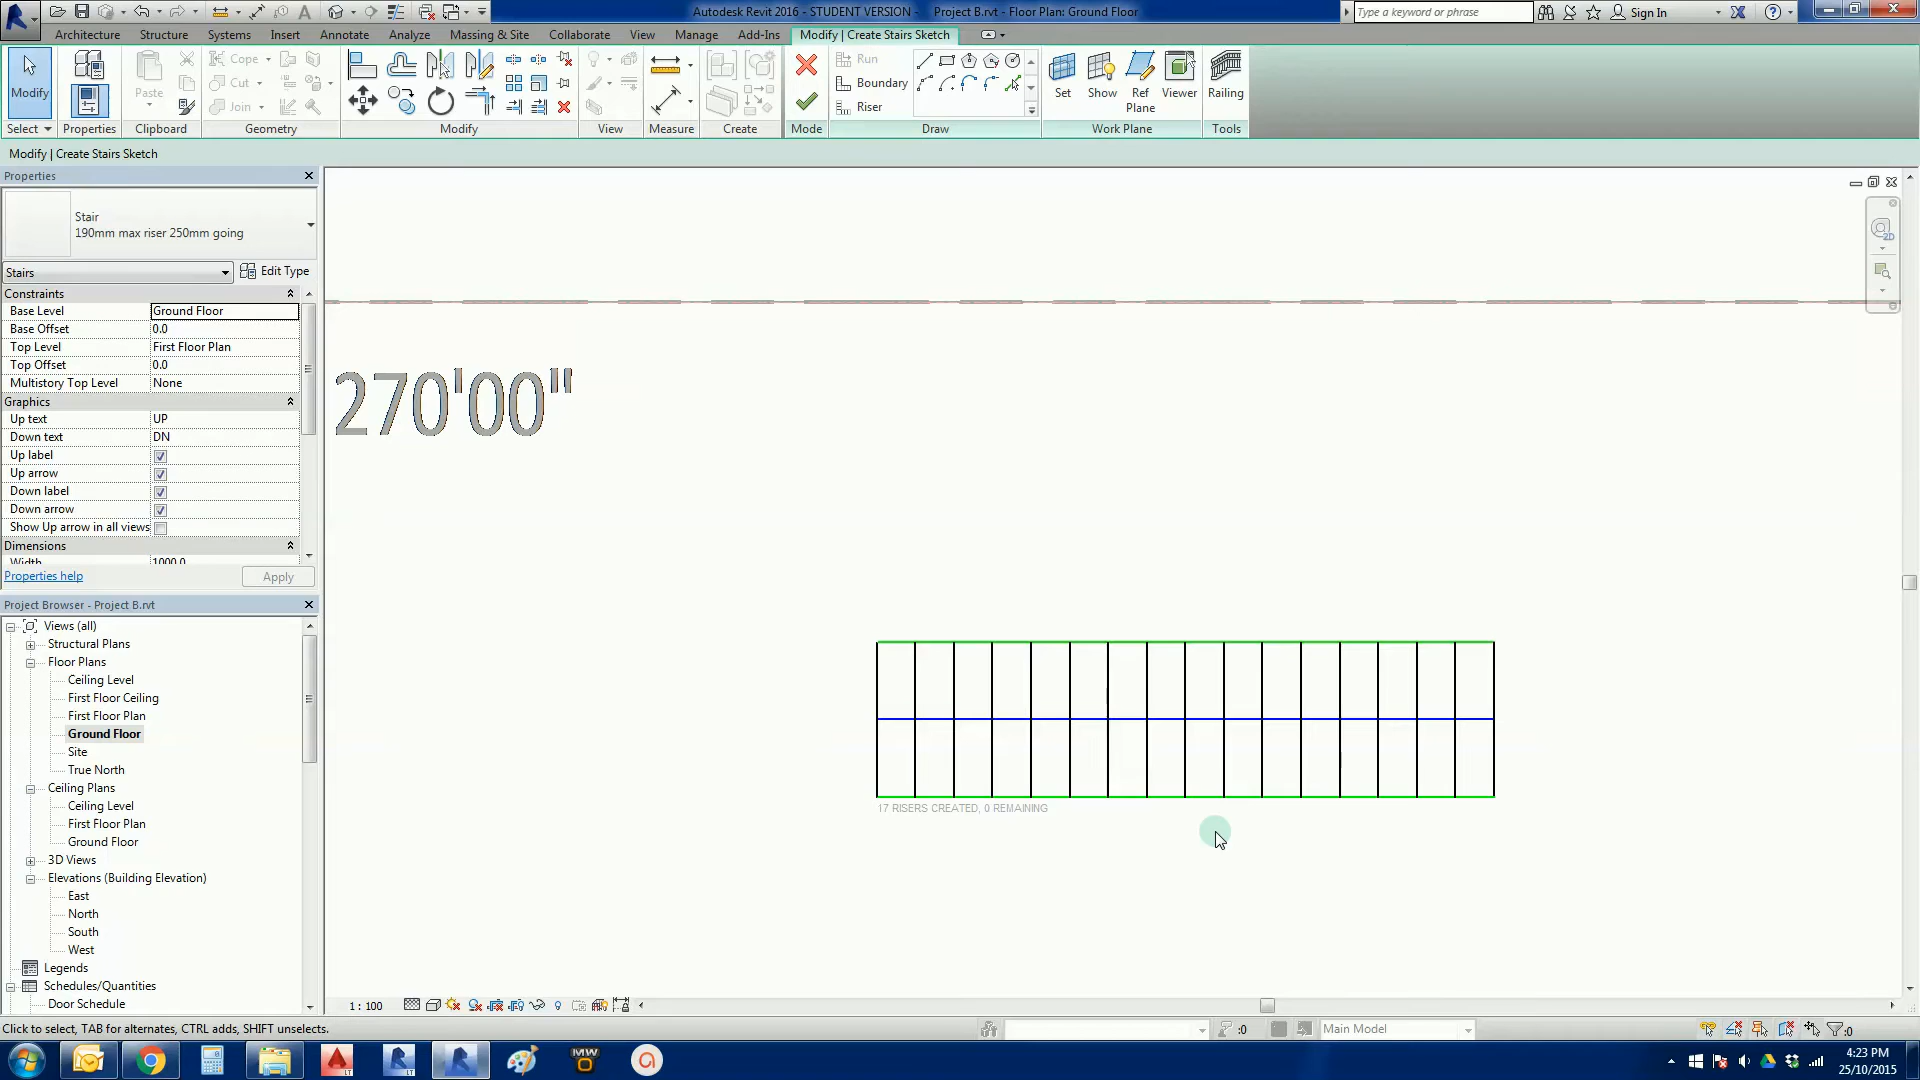 Autodesk Revit 2016 - STUDENT VERSION - Project B.rvt - Floor Plan: Ground Floor
Type a keyword or phrase
Sign In
Architecture Structure Systems Insert Annotate Analyze Massing & Site Collaborate View Manage Add-Ins Modify | Create Stairs Sketch
Modify
Paste
Cope
Cut
Join
Run
Boundary
Riser
Set Show Ref Plane Viewer Railing
Select Properties Clipboard Geometry Modify View Measure Create Mode Draw Work Plane Tools
Modify | Create Stairs Sketch
Properties
Stair
190mm max riser 250mm going
Stairs
Edit Type
Constraints
Base Level Ground Floor
Base Offset 0.0
Top Level First Floor Plan
Top Offset 0.0
Multistory Top Level None
Graphics
Up text UP
Down text DN
Up label
Up arrow
Down label
Down arrow
Show Up arrow in all views
Dimensions
Width 1000.0
Properties help
Apply
Project Browser - Project B.rvt
Views (all)
Structural Plans
Floor Plans
Ceiling Level
First Floor Ceiling
First Floor Plan
Ground Floor
Site
True North
Ceiling Plans
Ceiling Level
First Floor Plan
Ground Floor
3D Views
Elevations (Building Elevation)
East
North
South
West
Legends
Schedules/Quantities
Door Schedule
270'00"
2D
17 RISERS CREATED, 0 REMAINING
1 : 100
Click to select, TAB for alternates, CTRL adds, SHIFT unselects.
:0
Main Model
:0
LT
LT
MW
4:23 PM
25/10/2015